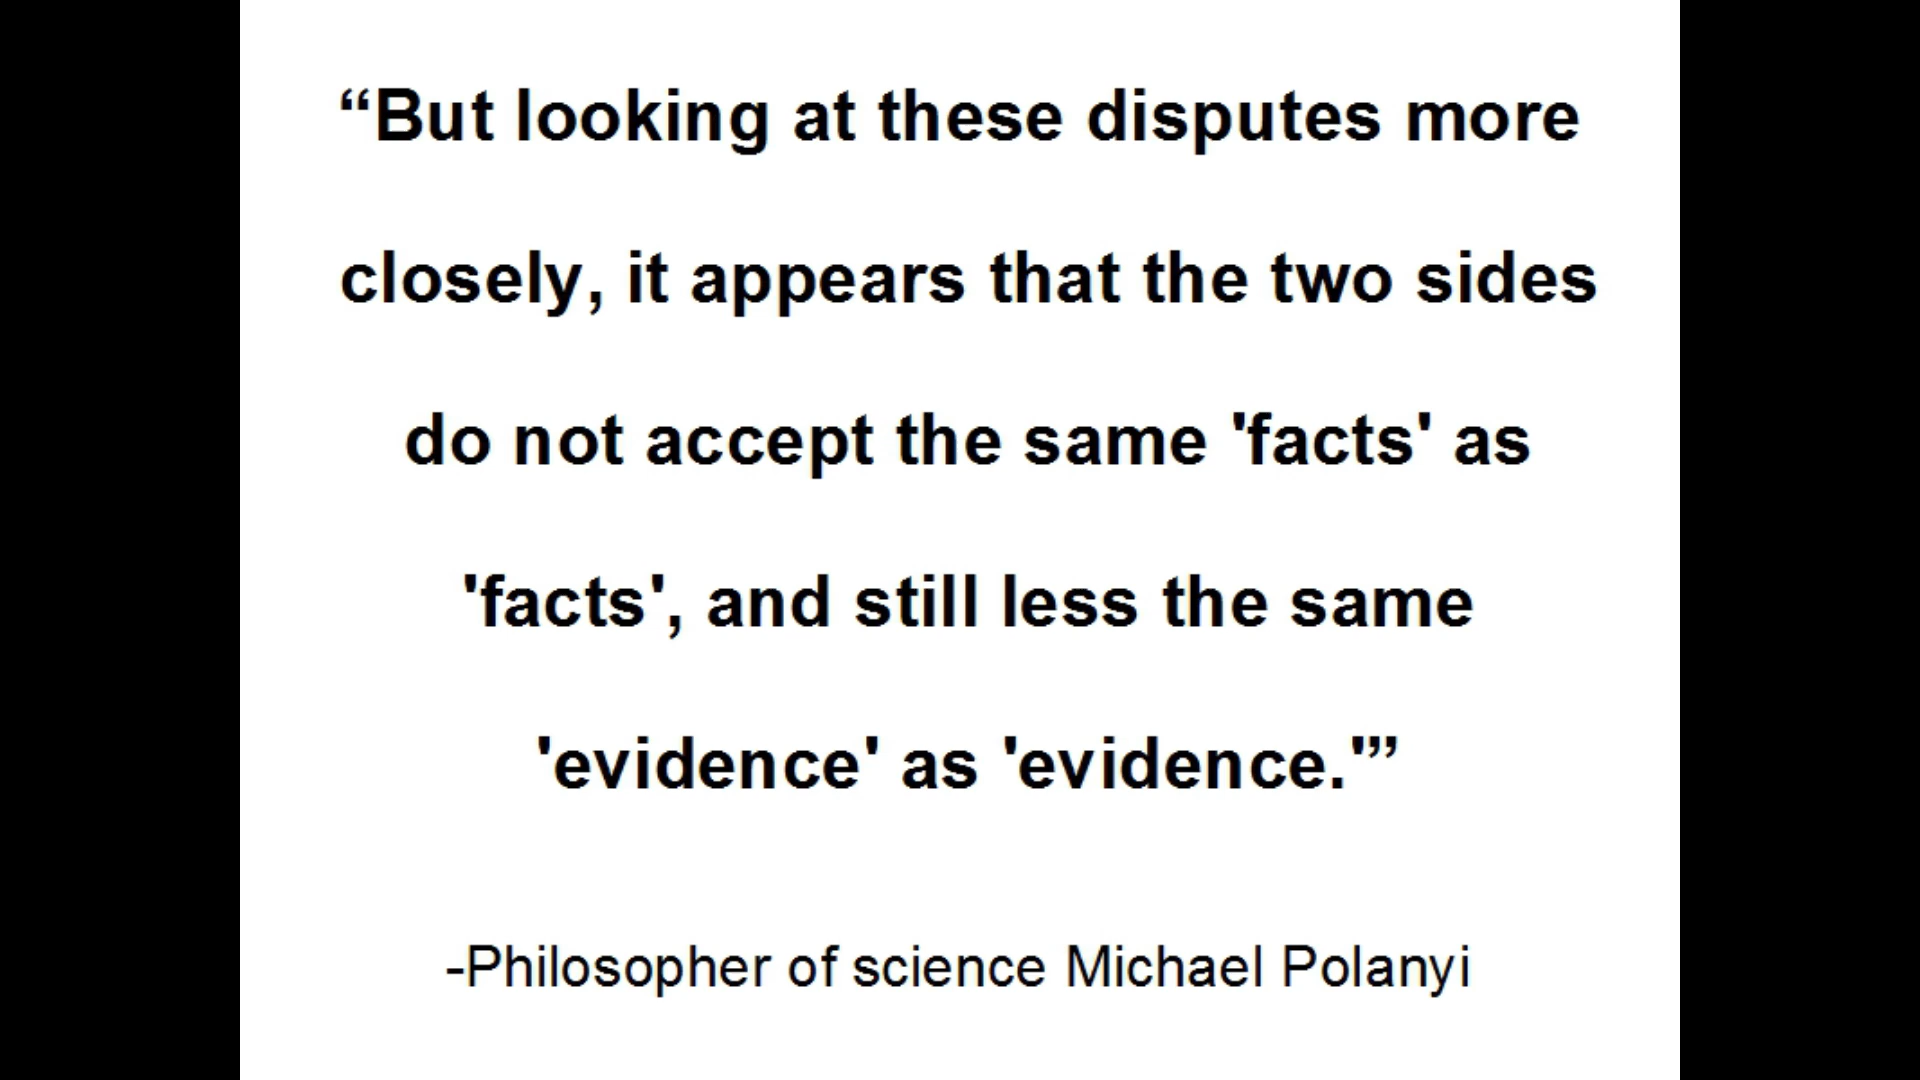 “But looking at these disputes more
closely, it appears that the two sides
do not accept the same 'facts' as
'facts', and still less the same
'evidence' as 'evidence.'”
-Philosopher of science Michael Polanyi